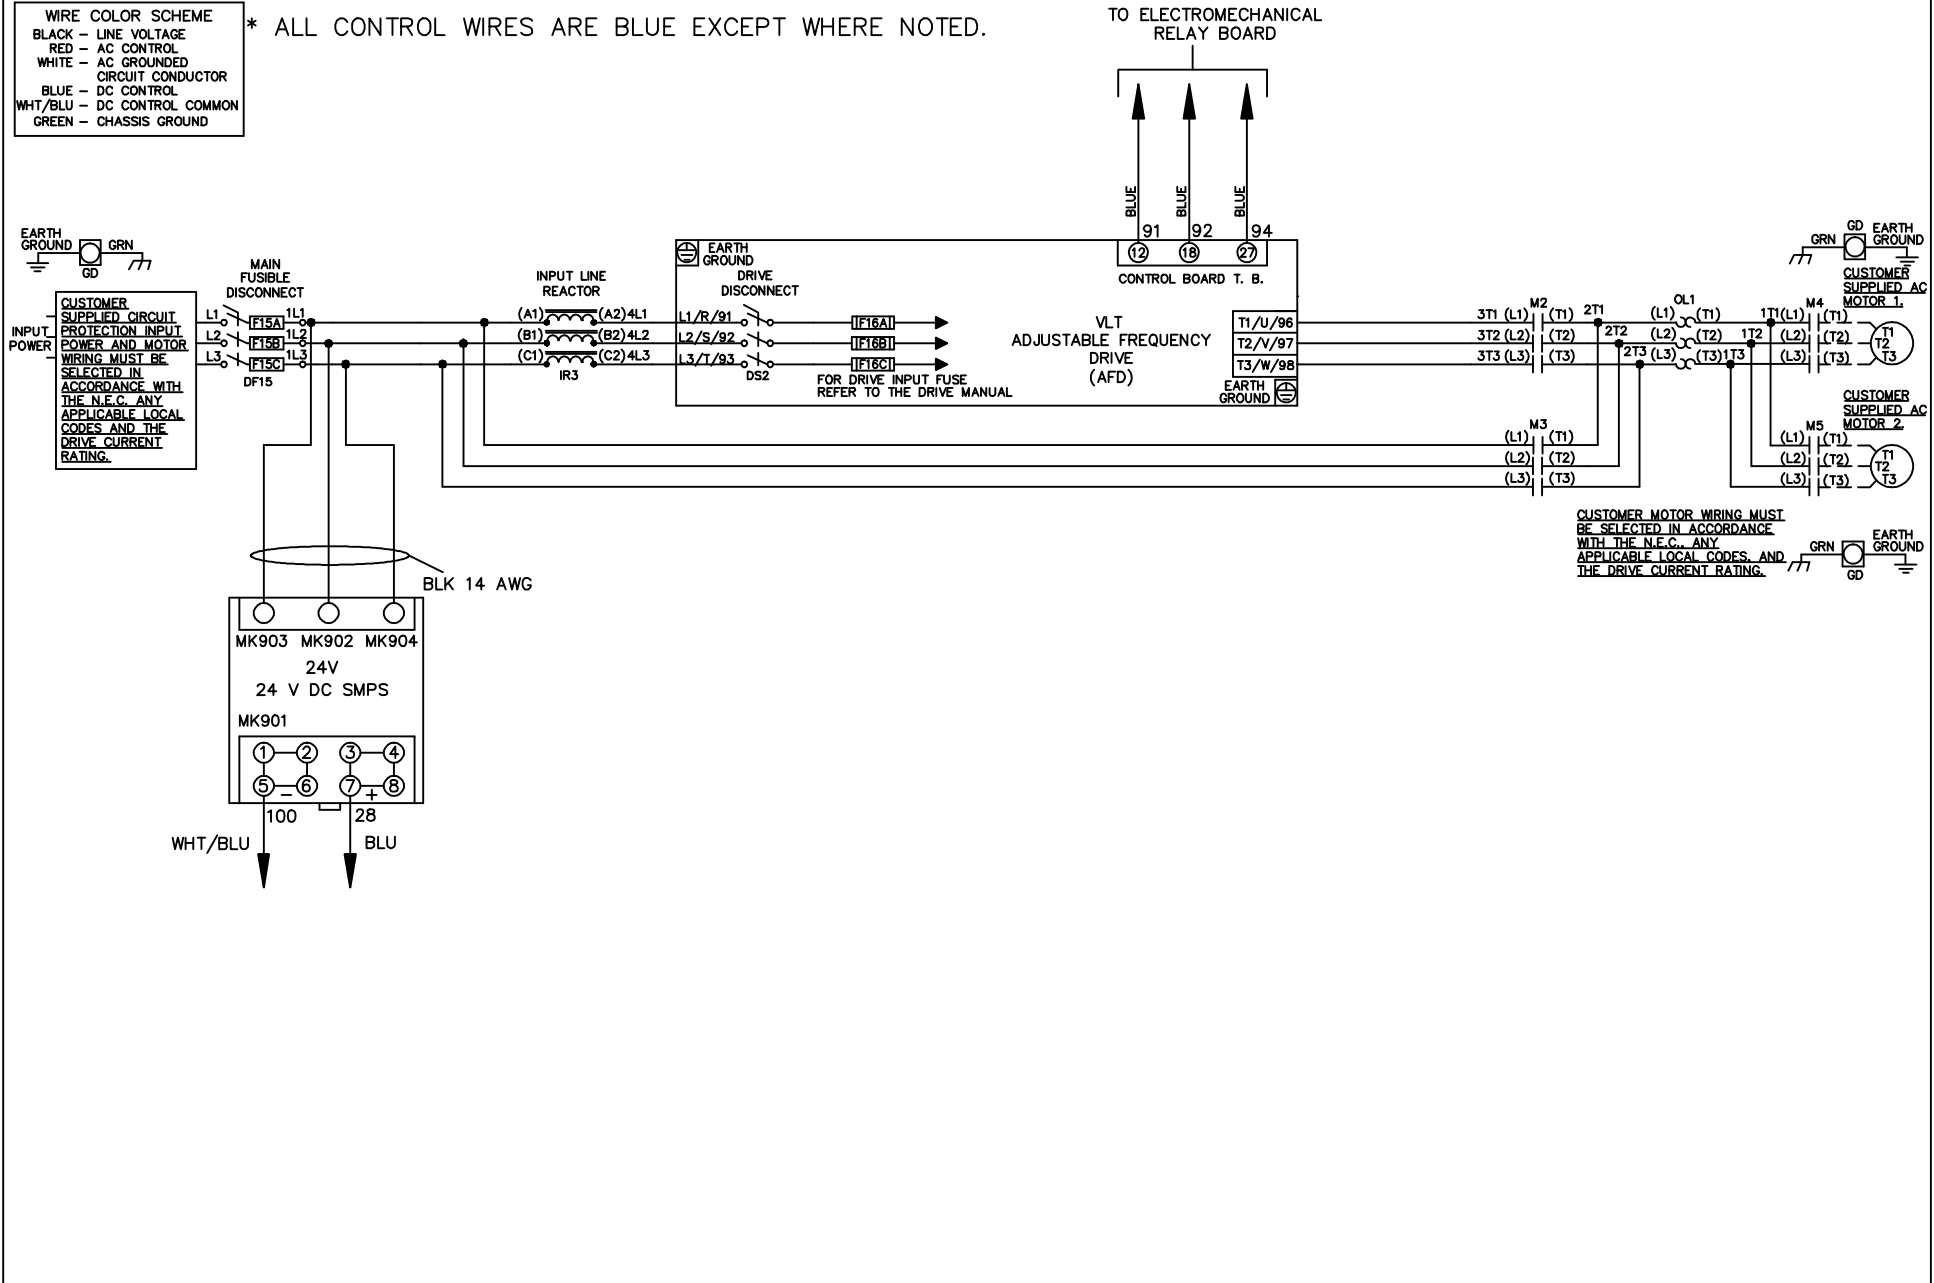 WIRE COLOR SCHEME
BLACK – LINE VOLTAGE
RED – AC CONTROL
WHITE – AC GROUNDED
CIRCUIT CONDUCTOR
BLUE – DC CONTROL
WHT/BLU – DC CONTROL COMMON
GREEN – CHASSIS GROUND
* ALL CONTROL WIRES ARE BLUE EXCEPT WHERE NOTED.
TO ELECTROMECHANICAL
RELAY BOARD
BLUE
BLUE
BLUE
91 92 94
12 18 27
CONTROL BOARD T. B.
EARTH
GROUND
GRN
GD
INPUT
POWER
CUSTOMER
SUPPLIED CIRCUIT
PROTECTION INPUT
POWER AND MOTOR
WIRING MUST BE
SELECTED IN
ACCORDANCE WITH
THE N.E.C. ANY
APPLICABLE LOCAL
CODES AND THE
DRIVE CURRENT
RATING.
MAIN
FUSIBLE
DISCONNECT
L1 F15A 1L1
L2 F15B 1L2
L3 F15C 1L3
DF15
INPUT LINE
REACTOR
(A1) (A2) 4L1
(B1) (B2) 4L2
(C1) (C2) 4L3
IR3
EARTH
GROUND
DRIVE
DISCONNECT
L1/R/91
L2/S/92
L3/T/93
DS2
F16A
F16B
F16C
FOR DRIVE INPUT FUSE
REFER TO THE DRIVE MANUAL
VLT
ADJUSTABLE FREQUENCY
DRIVE
(AFD)
T1/U/96
T2/V/97
T3/W/98
EARTH
GROUND
M2
3T1 (L1) (T1) 2T1
3T2 (L2) (T2) 2T2
3T3 (L3) (T3) 2T3
OL1
(L1) (T1) 1T1
(L2) (T2) 1T2
(L3) (T3) 1T3
M4
(L1) (T1)
(L2) (T2)
(L3) (T3)
T1
T2
T3
GRN
GD
EARTH
GROUND
CUSTOMER
SUPPLIED AC
MOTOR 1.
M3
(L1) (T1)
(L2) (T2)
(L3) (T3)
M5
(L1) (T1)
(L2) (T2)
(L3) (T3)
T1
T2
T3
CUSTOMER
SUPPLIED AC
MOTOR 2.
CUSTOMER MOTOR WIRING MUST
BE SELECTED IN ACCORDANCE
WITH THE N.E.C., ANY
APPLICABLE LOCAL CODES, AND
THE DRIVE CURRENT RATING.
GRN
GD
EARTH
GROUND
BLK 14 AWG
MK903 MK902 MK904
24V
24 V DC SMPS
MK901
1 2 3 4
5 – 6 7 + 8
100 28
WHT/BLU BLU